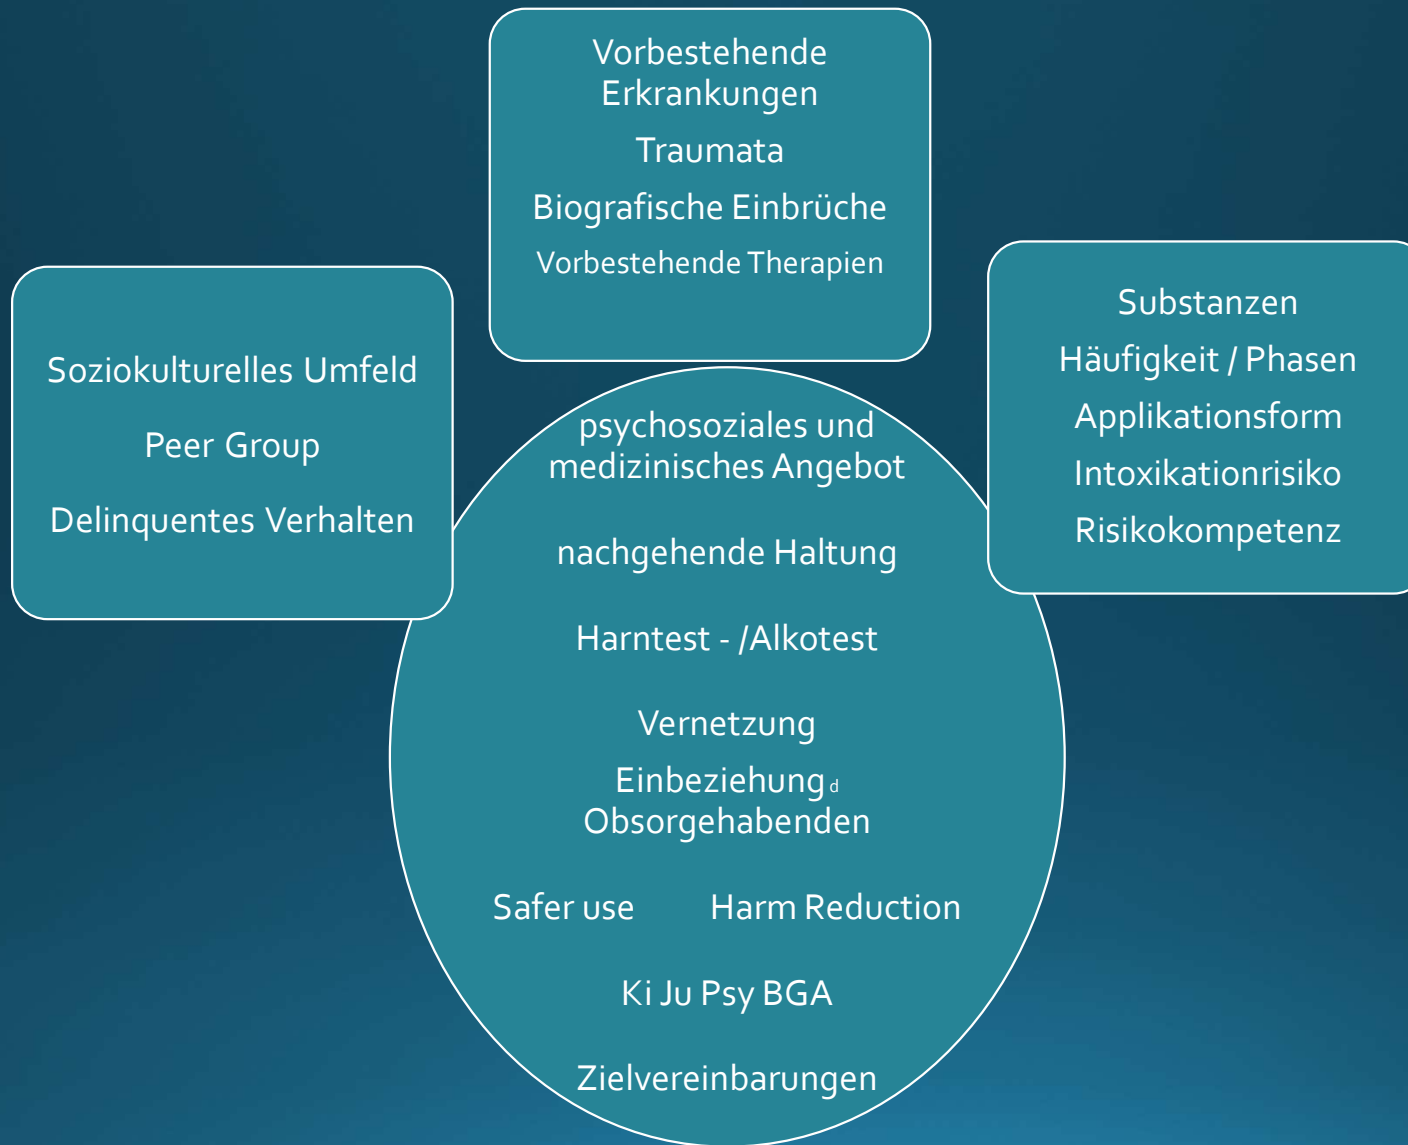 Vorbestehende
Erkrankungen
Traumata
Biografische Einbrüche
Vorbestehende Therapien
Soziokulturelles Umfeld
Peer Group
Delinquentes Verhalten
Substanzen
Häufigkeit / Phasen
Applikationsform
Intoxikationrisiko
Risikokompetenz
psychosoziales und
medizinisches Angebot
nachgehende Haltung
Harntest - /Alkotest
Vernetzung
Einbeziehung d
Obsorgehabenden
Safer use Harm Reduction
Ki Ju Psy BGA
Zielvereinbarungen